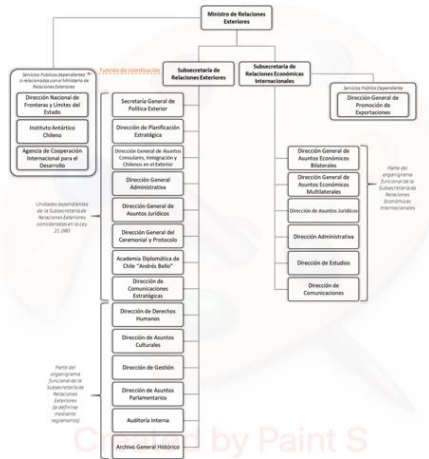 Ministro de Relaciones
Exteriores
Servicios Públicos dependientes
o relacionados con el Ministerio de
Relaciones Exteriores
Función de coordinación
Subsecretaría de
Relaciones Exteriores
Subsecretaría de
Relaciones Económicas
Internacionales
Dirección Nacional de
Fronteras y Límites del
Estado
Instituto Antártico
Chileno
Agencia de Cooperación
Internacional para el
Desarrollo
Servicio Público Dependiente
Dirección General de
Promoción de
Exportaciones
Unidades dependientes
de la Subsecretaría de
Relaciones Exteriores
consideradas en la Ley
21.080
Secretaría General de
Política Exterior
Dirección de Planificación
Estratégica
Dirección General de Asuntos
Consulares, Inmigración y
Chilenos en el Exterior
Dirección General
Administrativa
Dirección General de
Asuntos Jurídicos
Dirección General del
Ceremonial y Protocolo
Academia Diplomática de
Chile "Andrés Bello"
Dirección de
Comunicaciones
Estratégicas
Parte del
organigrama
funcional de la
Subsecretaría de
Relaciones
Exteriores
(a definirse
mediante
reglamento)
Dirección de Derechos
Humanos
Dirección de Asuntos
Culturales
Dirección de Gestión
Dirección de Asuntos
Parlamentarios
Auditoría Interna
Archivo General Histórico
Dirección General de
Asuntos Económicos
Bilaterales
Dirección General de
Asuntos Económicos
Multilaterales
Dirección de Asuntos Jurídicos
Dirección Administrativa
Dirección de Estudios
Dirección de
Comunicaciones
Parte del
organigrama
funcional de la
Subsecretaría de
Relaciones
Económicas
Internacionales
Created by Paint S